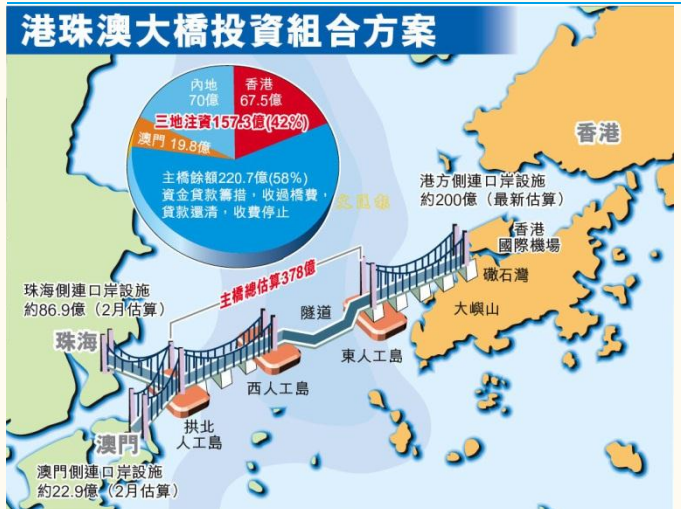 港珠澳大橋投資組合方案
內地
70億
香港
67.5億
三地注資157.3億(42%)
澳門 19.8億
主橋餘額220.7億(58%)
資金貸款籌措，收過橋費，
貸款還清，收費停止
文匯報
香港
港方側連口岸設施
約200億（最新估算）
香港
國際機場
䃟石灣
大嶼山
主橋總估算378億
隧道
東人工島
西人工島
珠海側連口岸設施
約86.9億（2月估算）
珠海
拱北
人工島
澳門
澳門側連口岸設施
約22.9億（2月估算）